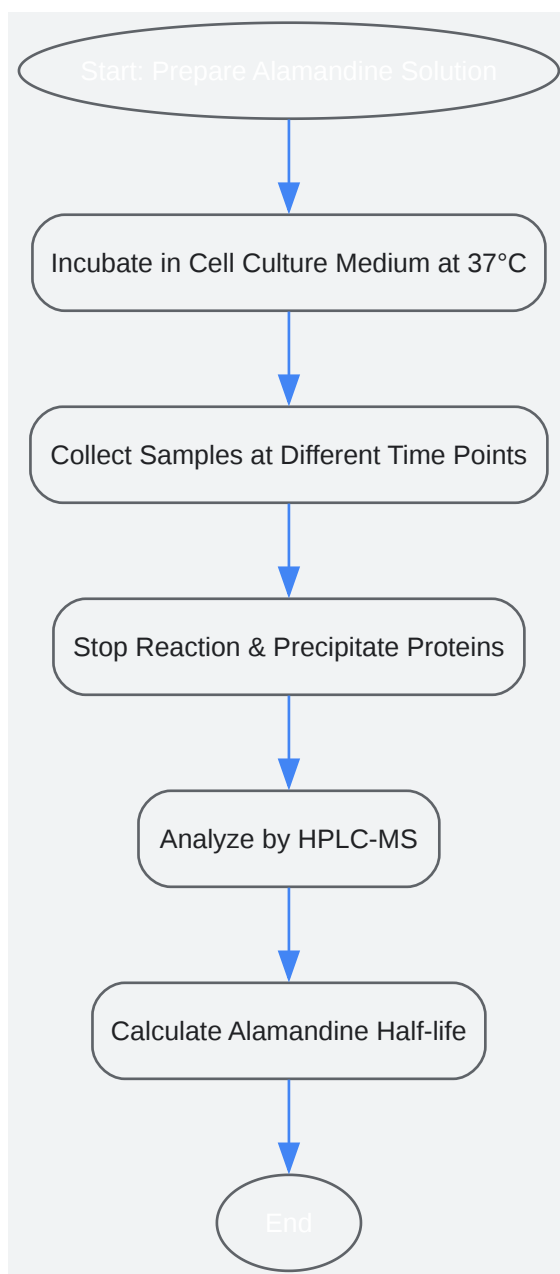 Start: Prepare Alamandine Solution
Incubate in Cell Culture Medium at 37°C
Collect Samples at Different Time Points
Stop Reaction & Precipitate Proteins
Analyze by HPLC-MS
Calculate Alamandine Half-life
End